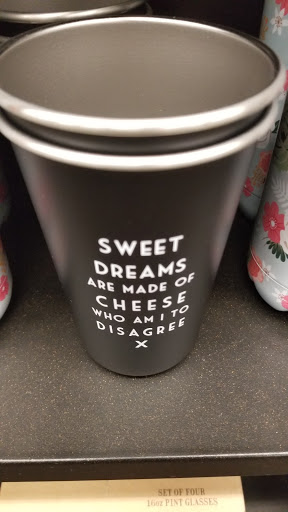 SWEET
DREAMS
ARE MADE OF
CHEESE
WHO AM I TO
DISAGREE
X
SET OF FOUR
16oz PINT GLASSES